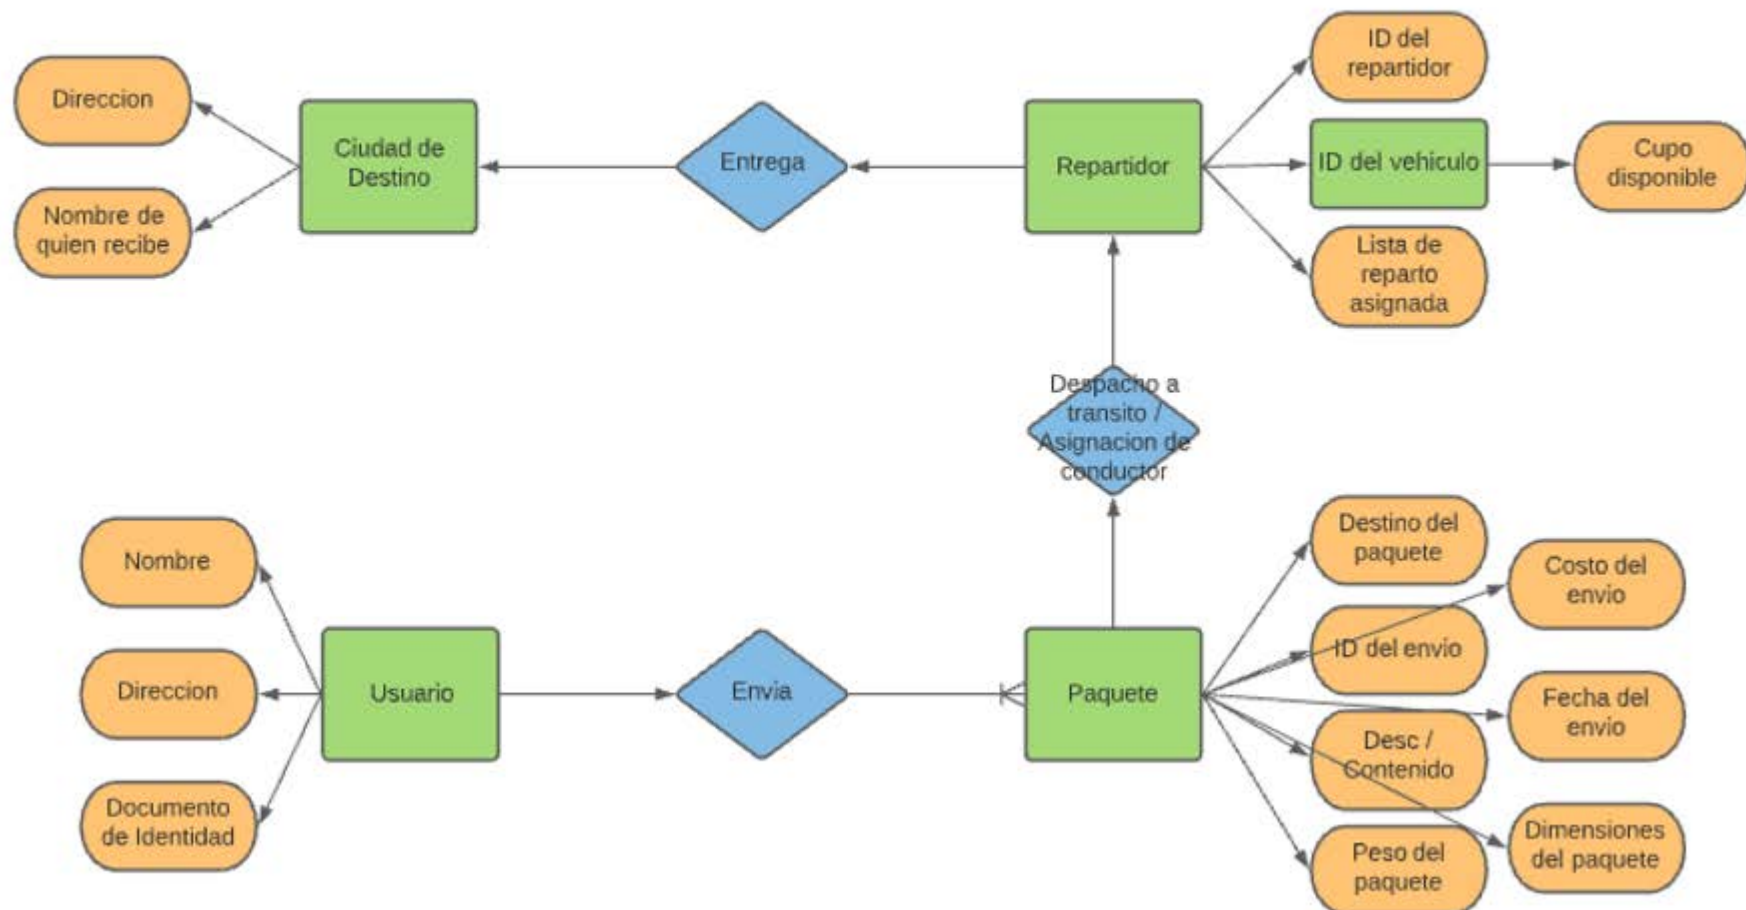 Direccion
Nombre de
quien recibe
Ciudad de
Destino
Entrega
Repartidor
ID del
repartidor
ID del vehiculo
Cupo
disponible
Lista de
reparto
asignada
Despacho a
transito /
Asignacion de
conductor
Nombre
Direccion
Documento
de Identidad
Usuario
Envia
Paquete
Destino del
paquete
Costo del
envio
ID del envio
Fecha del
envio
Desc /
Contenido
Dimensiones
del paquete
Peso del
paquete